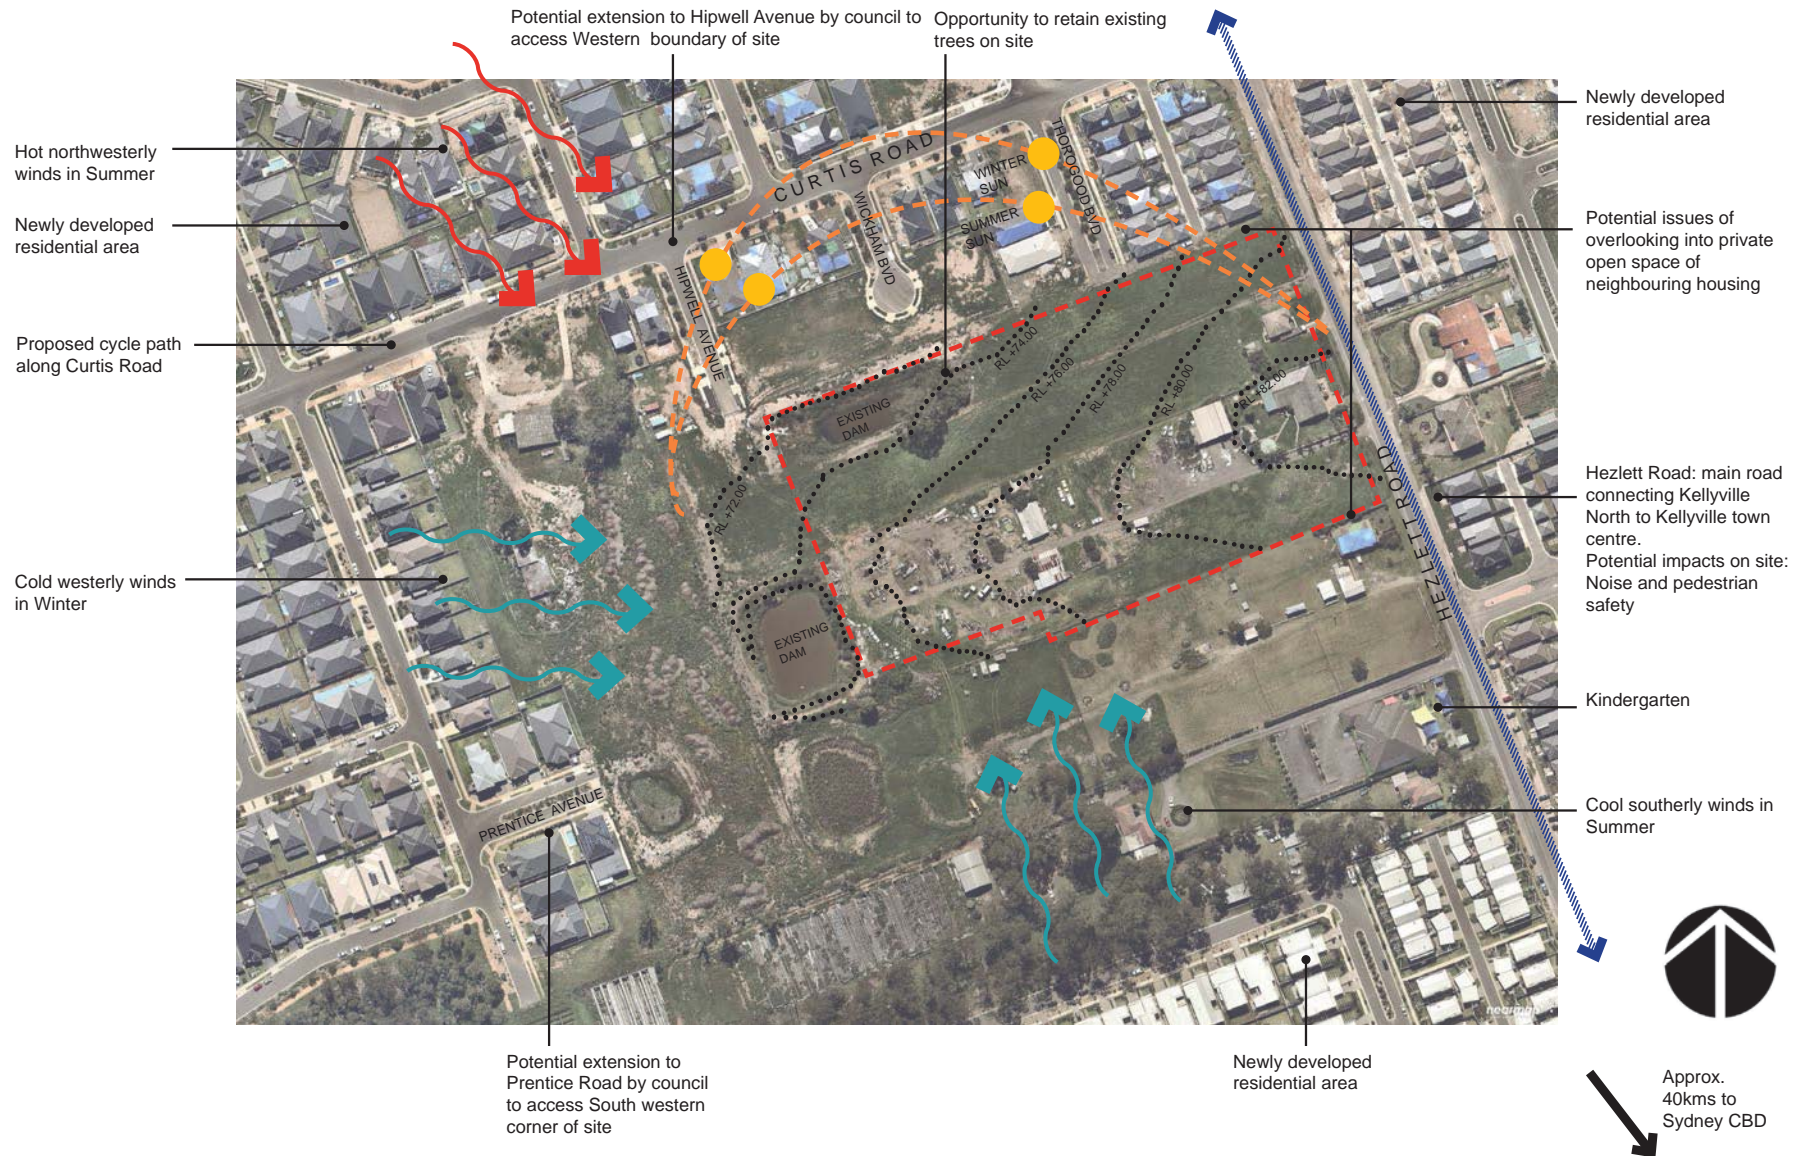 Potential extension to Hipwell Avenue by council to
access Western boundary of site
Opportunity to retain existing
trees on site
Newly developed
residential area
Hot northwesterly
winds in Summer
Newly developed
residential area
Proposed cycle path
along Curtis Road
Cold westerly winds
in Winter
CURTIS ROAD
WINTER
SUN
SUMMER
SUN
THOROGOOD BVD
WICKHAM BVD
HIPWELL AVENUE
EXISTING
DAM
RL +74.00
RL +76.00
RL +78.00
RL +80.00
RL +82.00
RL +72.00
EXISTING
DAM
HEZLETT ROAD
PRENTICE AVENUE
Potential issues of
overlooking into private
open space of
neighbouring housing
Hezlett Road: main road
connecting Kellyville
North to Kellyville town
centre.
Potential impacts on site:
Noise and pedestrian
safety
Kindergarten
Cool southerly winds in
Summer
nearmap
Potential extension to
Prentice Road by council
to access South western
corner of site
Newly developed
residential area
Approx.
40kms to
Sydney CBD